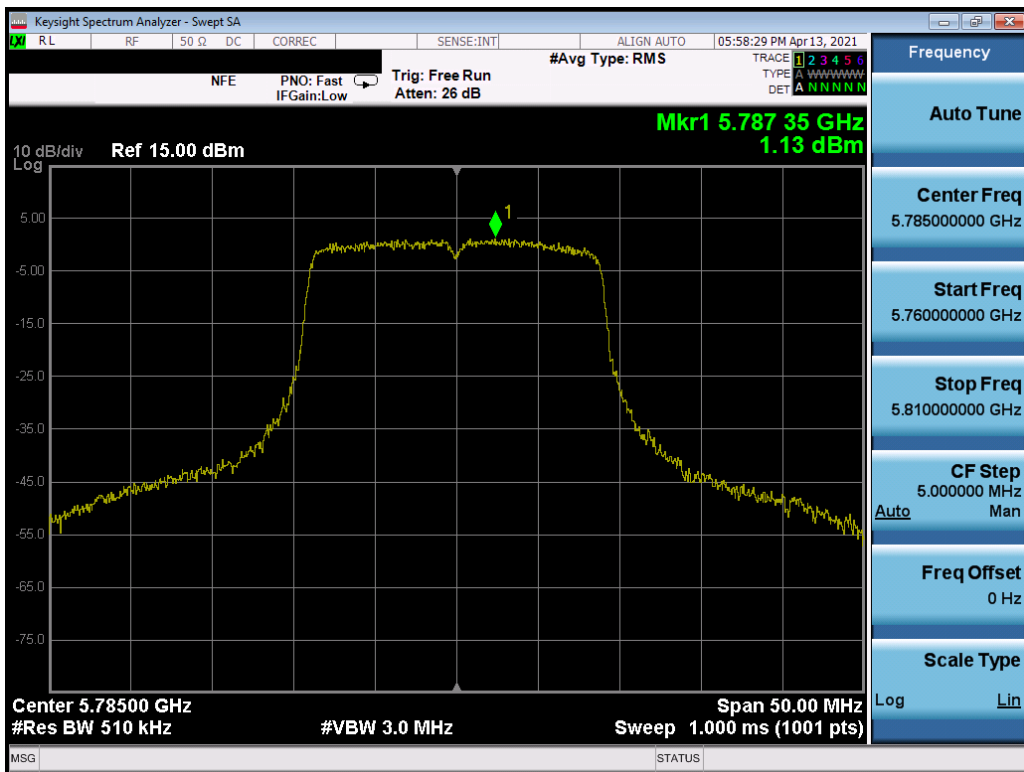 Keysight Spectrum Analyzer - Swept SA
LXI RL RF 50 Ω DC CORREC SENSE:INT ALIGN AUTO 05:58:29 PM Apr 13, 2021
#Avg Type: RMS
TRACE 1 2 3 4 5 6
TYPE A WWWWW
DET A N N N N N
NFE
PNO: Fast
IFGain:Low
Trig: Free Run
Atten: 26 dB
Mkr1 5.787 35 GHz
1.13 dBm
10 dB/div
Log
Ref 15.00 dBm
1
5.00
-5.00
-15.0
-25.0
-35.0
-45.0
-55.0
-65.0
-75.0
Center 5.78500 GHz
Span 50.00 MHz
#Res BW 510 kHz
#VBW 3.0 MHz
Sweep 1.000 ms (1001 pts)
MSG
STATUS
Frequency
Auto Tune
Center Freq
5.785000000 GHz
Start Freq
5.760000000 GHz
Stop Freq
5.810000000 GHz
CF Step
5.000000 MHz
Auto Man
Freq Offset
0 Hz
Scale Type
Log Lin